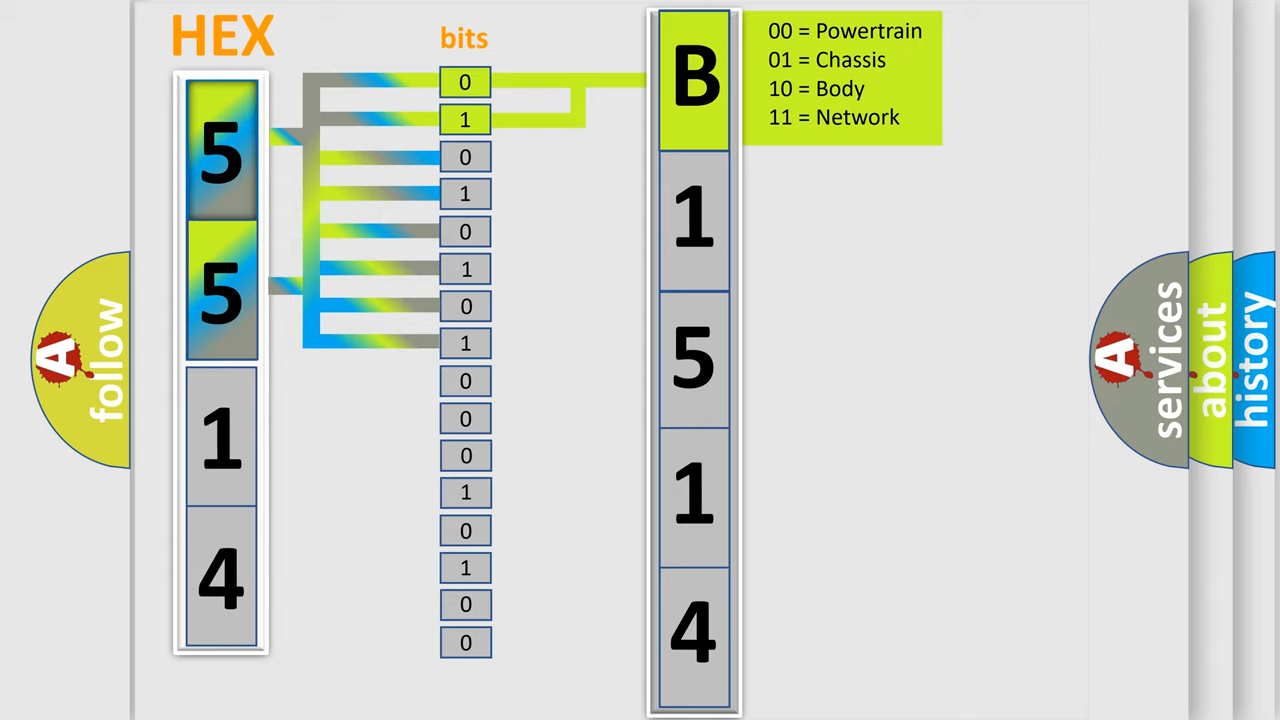 HEX
bits
5
5
1
4
0
1
0
1
0
1
0
1
0
0
0
1
0
1
0
0
B
1
5
1
4
00 = Powertrain
01 = Chassis
10 = Body
11 = Network
A
follow
A
services
about
history